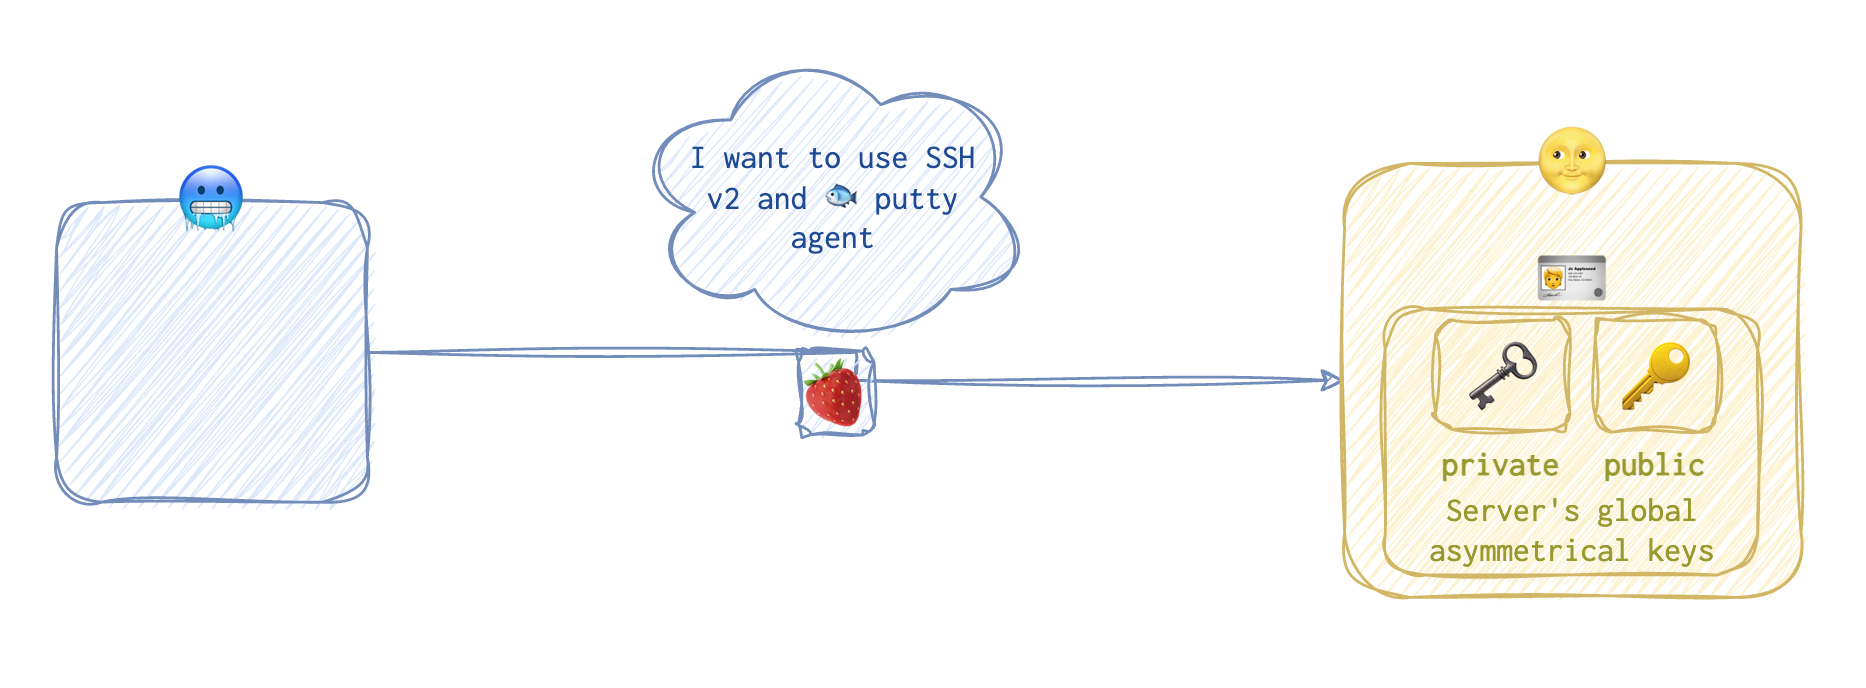 I want to use SSH
v2 and 🐟 putty
agent
private
public
Server's global
asymmetrical keys